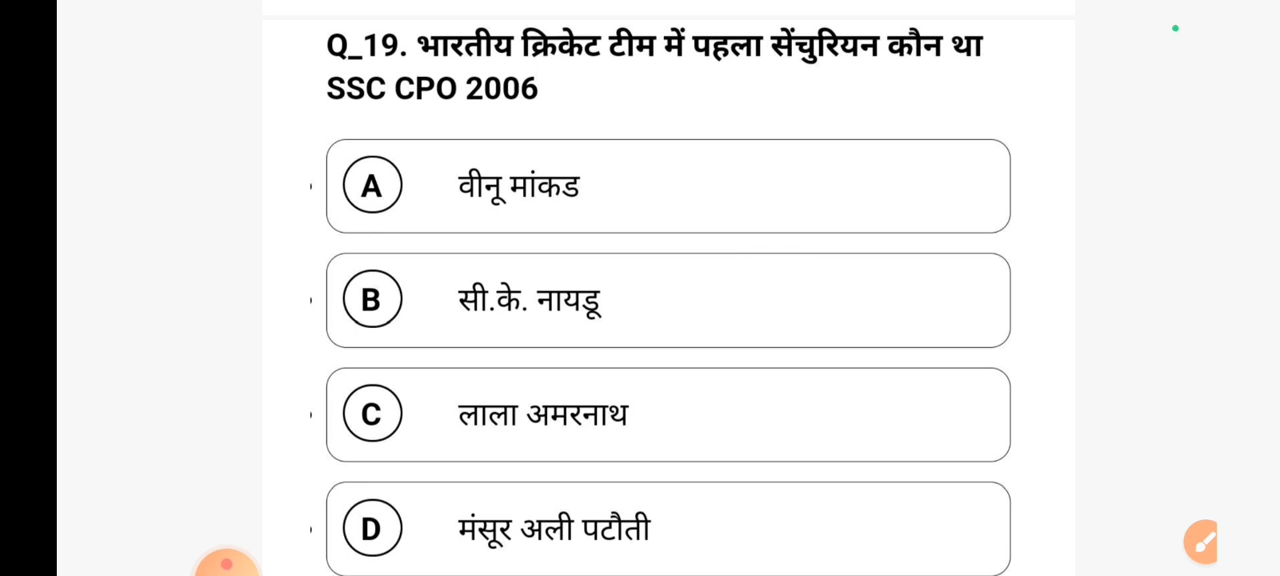 Q_19. भारतीय क्रिकेट टीम में पहला सेंचुरियन कौन था
SSC CPO 2006
A वीनू मांकड
B सी.के. नायडू
C लाला अमरनाथ
D मंसूर अली पटौती